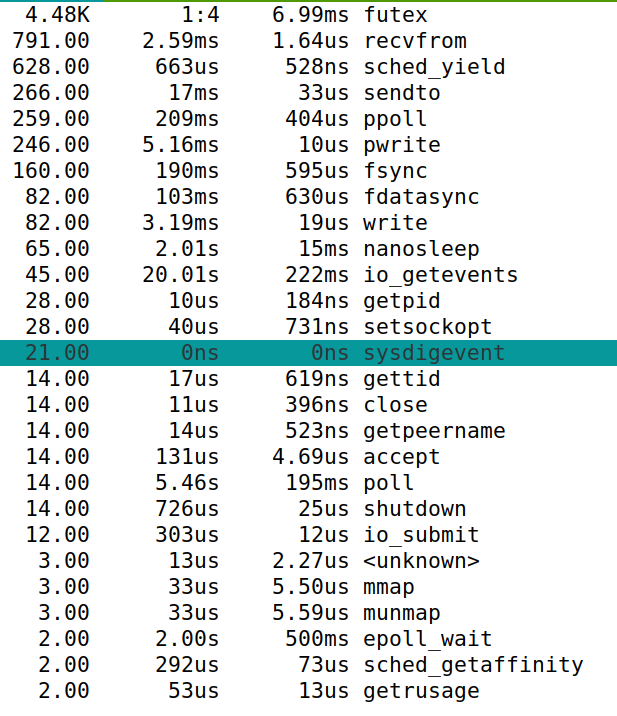 4.48K 1:4 6.99ms futex
791.00 2.59ms 1.64us recvfrom
628.00 663us 528ns sched_yield
266.00 17ms 33us sendto
259.00 209ms 404us ppoll
246.00 5.16ms 10us pwrite
160.00 190ms 595us fsync
82.00 103ms 630us fdatasync
82.00 3.19ms 19us write
65.00 2.01s 15ms nanosleep
45.00 20.01s 222ms io_getevents
28.00 10us 184ns getpid
28.00 40us 731ns setsockopt
21.00 0ns 0ns sysdigevent
14.00 17us 619ns gettid
14.00 11us 396ns close
14.00 14us 523ns getpeername
14.00 131us 4.69us accept
14.00 5.46s 195ms poll
14.00 726us 25us shutdown
12.00 303us 12us io_submit
3.00 13us 2.27us <unknown>
3.00 33us 5.50us mmap
3.00 33us 5.59us munmap
2.00 2.00s 500ms epoll_wait
2.00 292us 73us sched_getaffinity
2.00 53us 13us getrusage